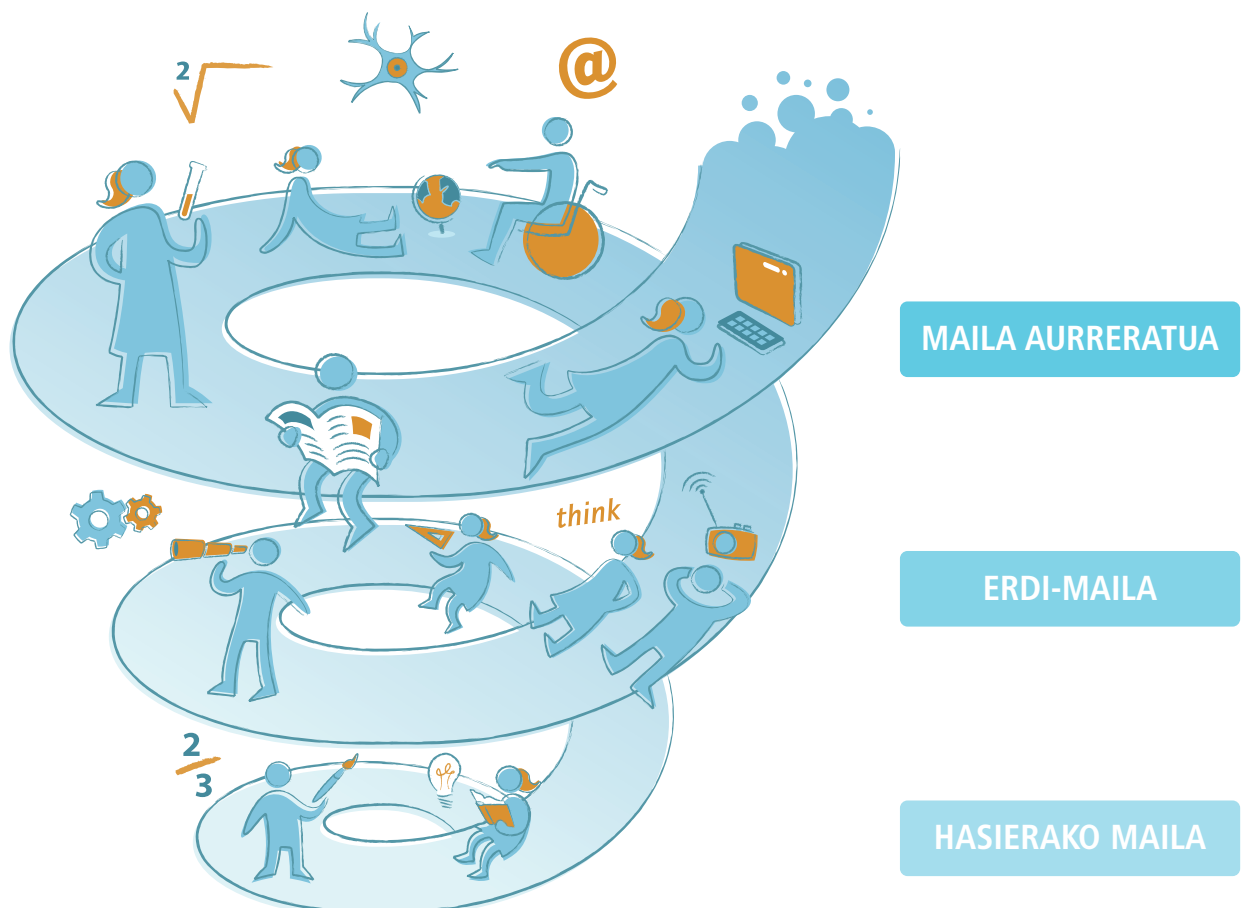 2
@
MAILA AURRERATUA
think
ERDI-MAILA
2
3
HASIERAKO MAILA